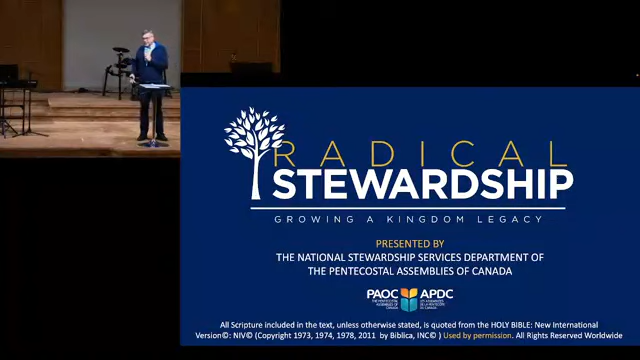 RADICAL
STEWARDSHIP
GROWING A KINGDOM LEGACY
PRESENTED BY
THE NATIONAL STEWARDSHIP SERVICES DEPARTMENT OF
THE PENTECOSTAL ASSEMBLIES OF CANADA
PAOC APDC
All Scripture included in the text, unless otherwise stated, is quoted from the HOLY BIBLE: New International
Version©: NIV© (Copyright 1973, 1974, 1978, 2011 by Biblica, INC©) Used by permission. All Rights Reserved Worldwide